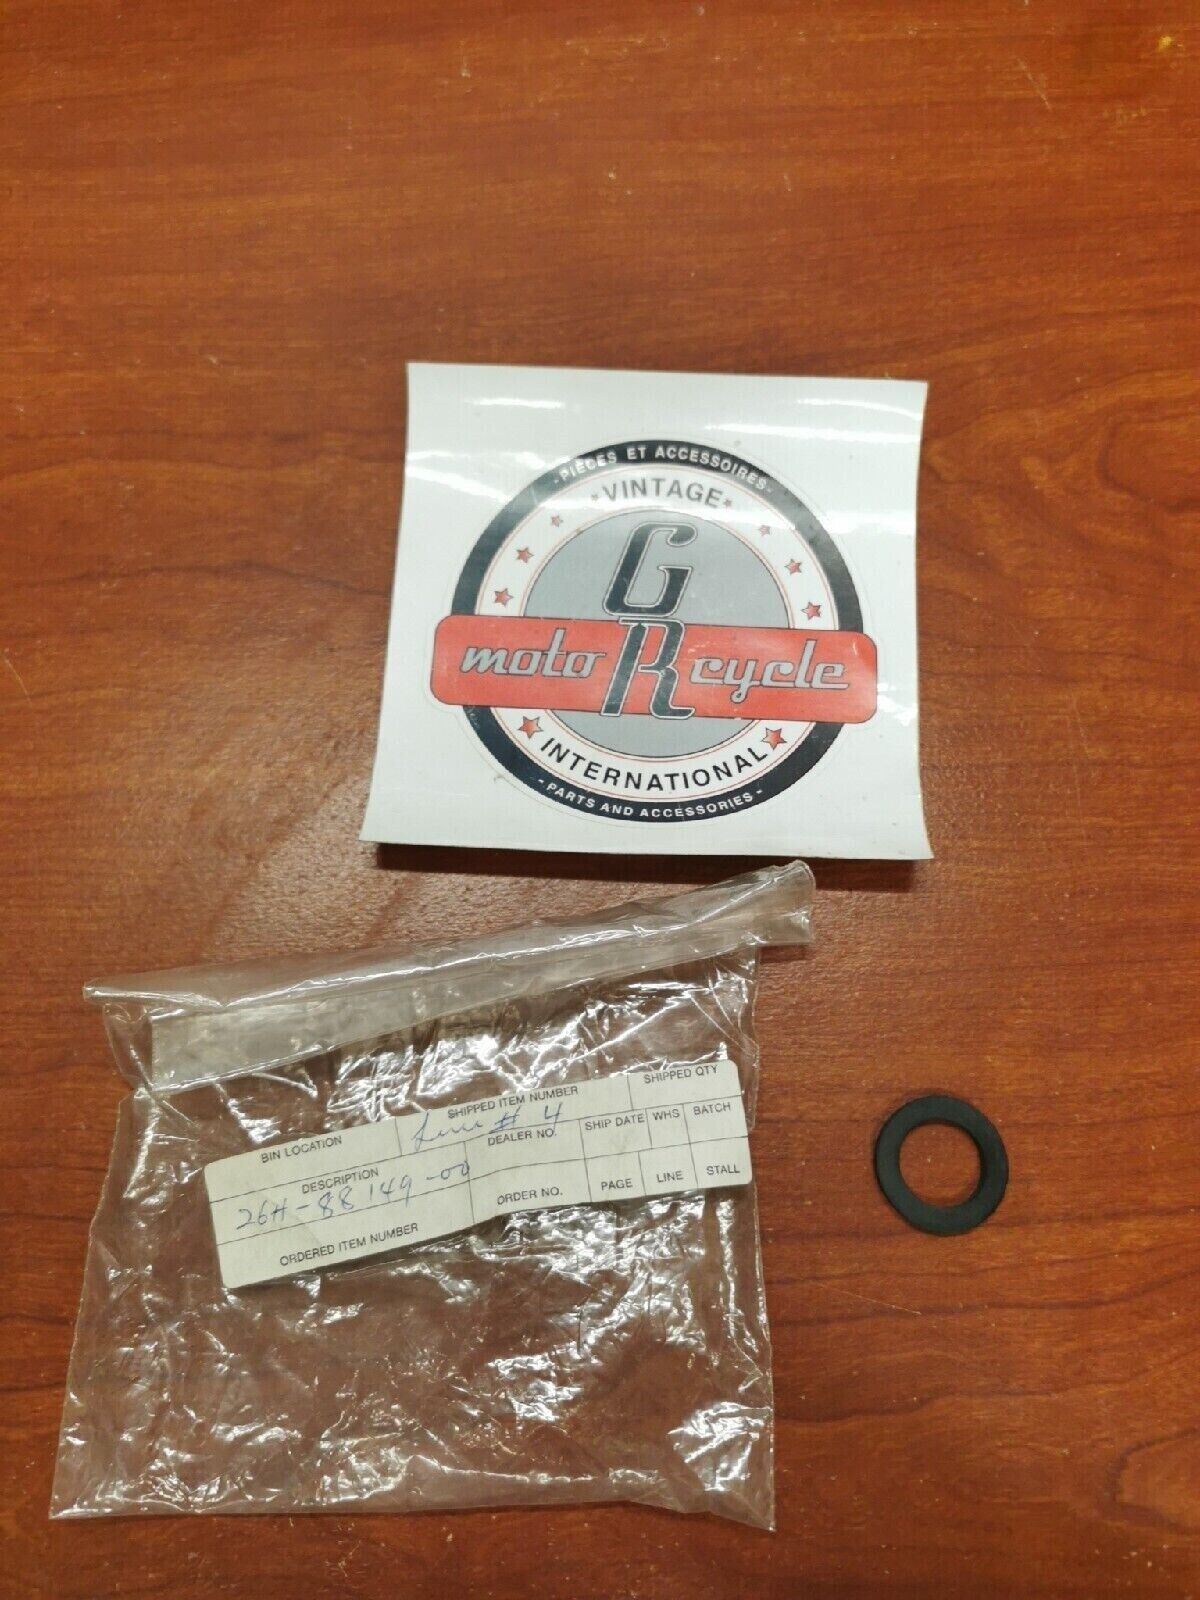 -PIÈCES ET ACCESSOIRES-
VINTAGE
G
moto R cycle
INTERNATIONAL
-PARTS AND ACCESSORIES-
BIN LOCATION
SHIPPED ITEM NUMBER
SHIPPED QTY
# 4
DESCRIPTION
DEALER NO.
SHIP DATE
WHS
BATCH
26H-88149-00
ORDERED ITEM NUMBER
ORDER NO.
PAGE
LINE
STALL